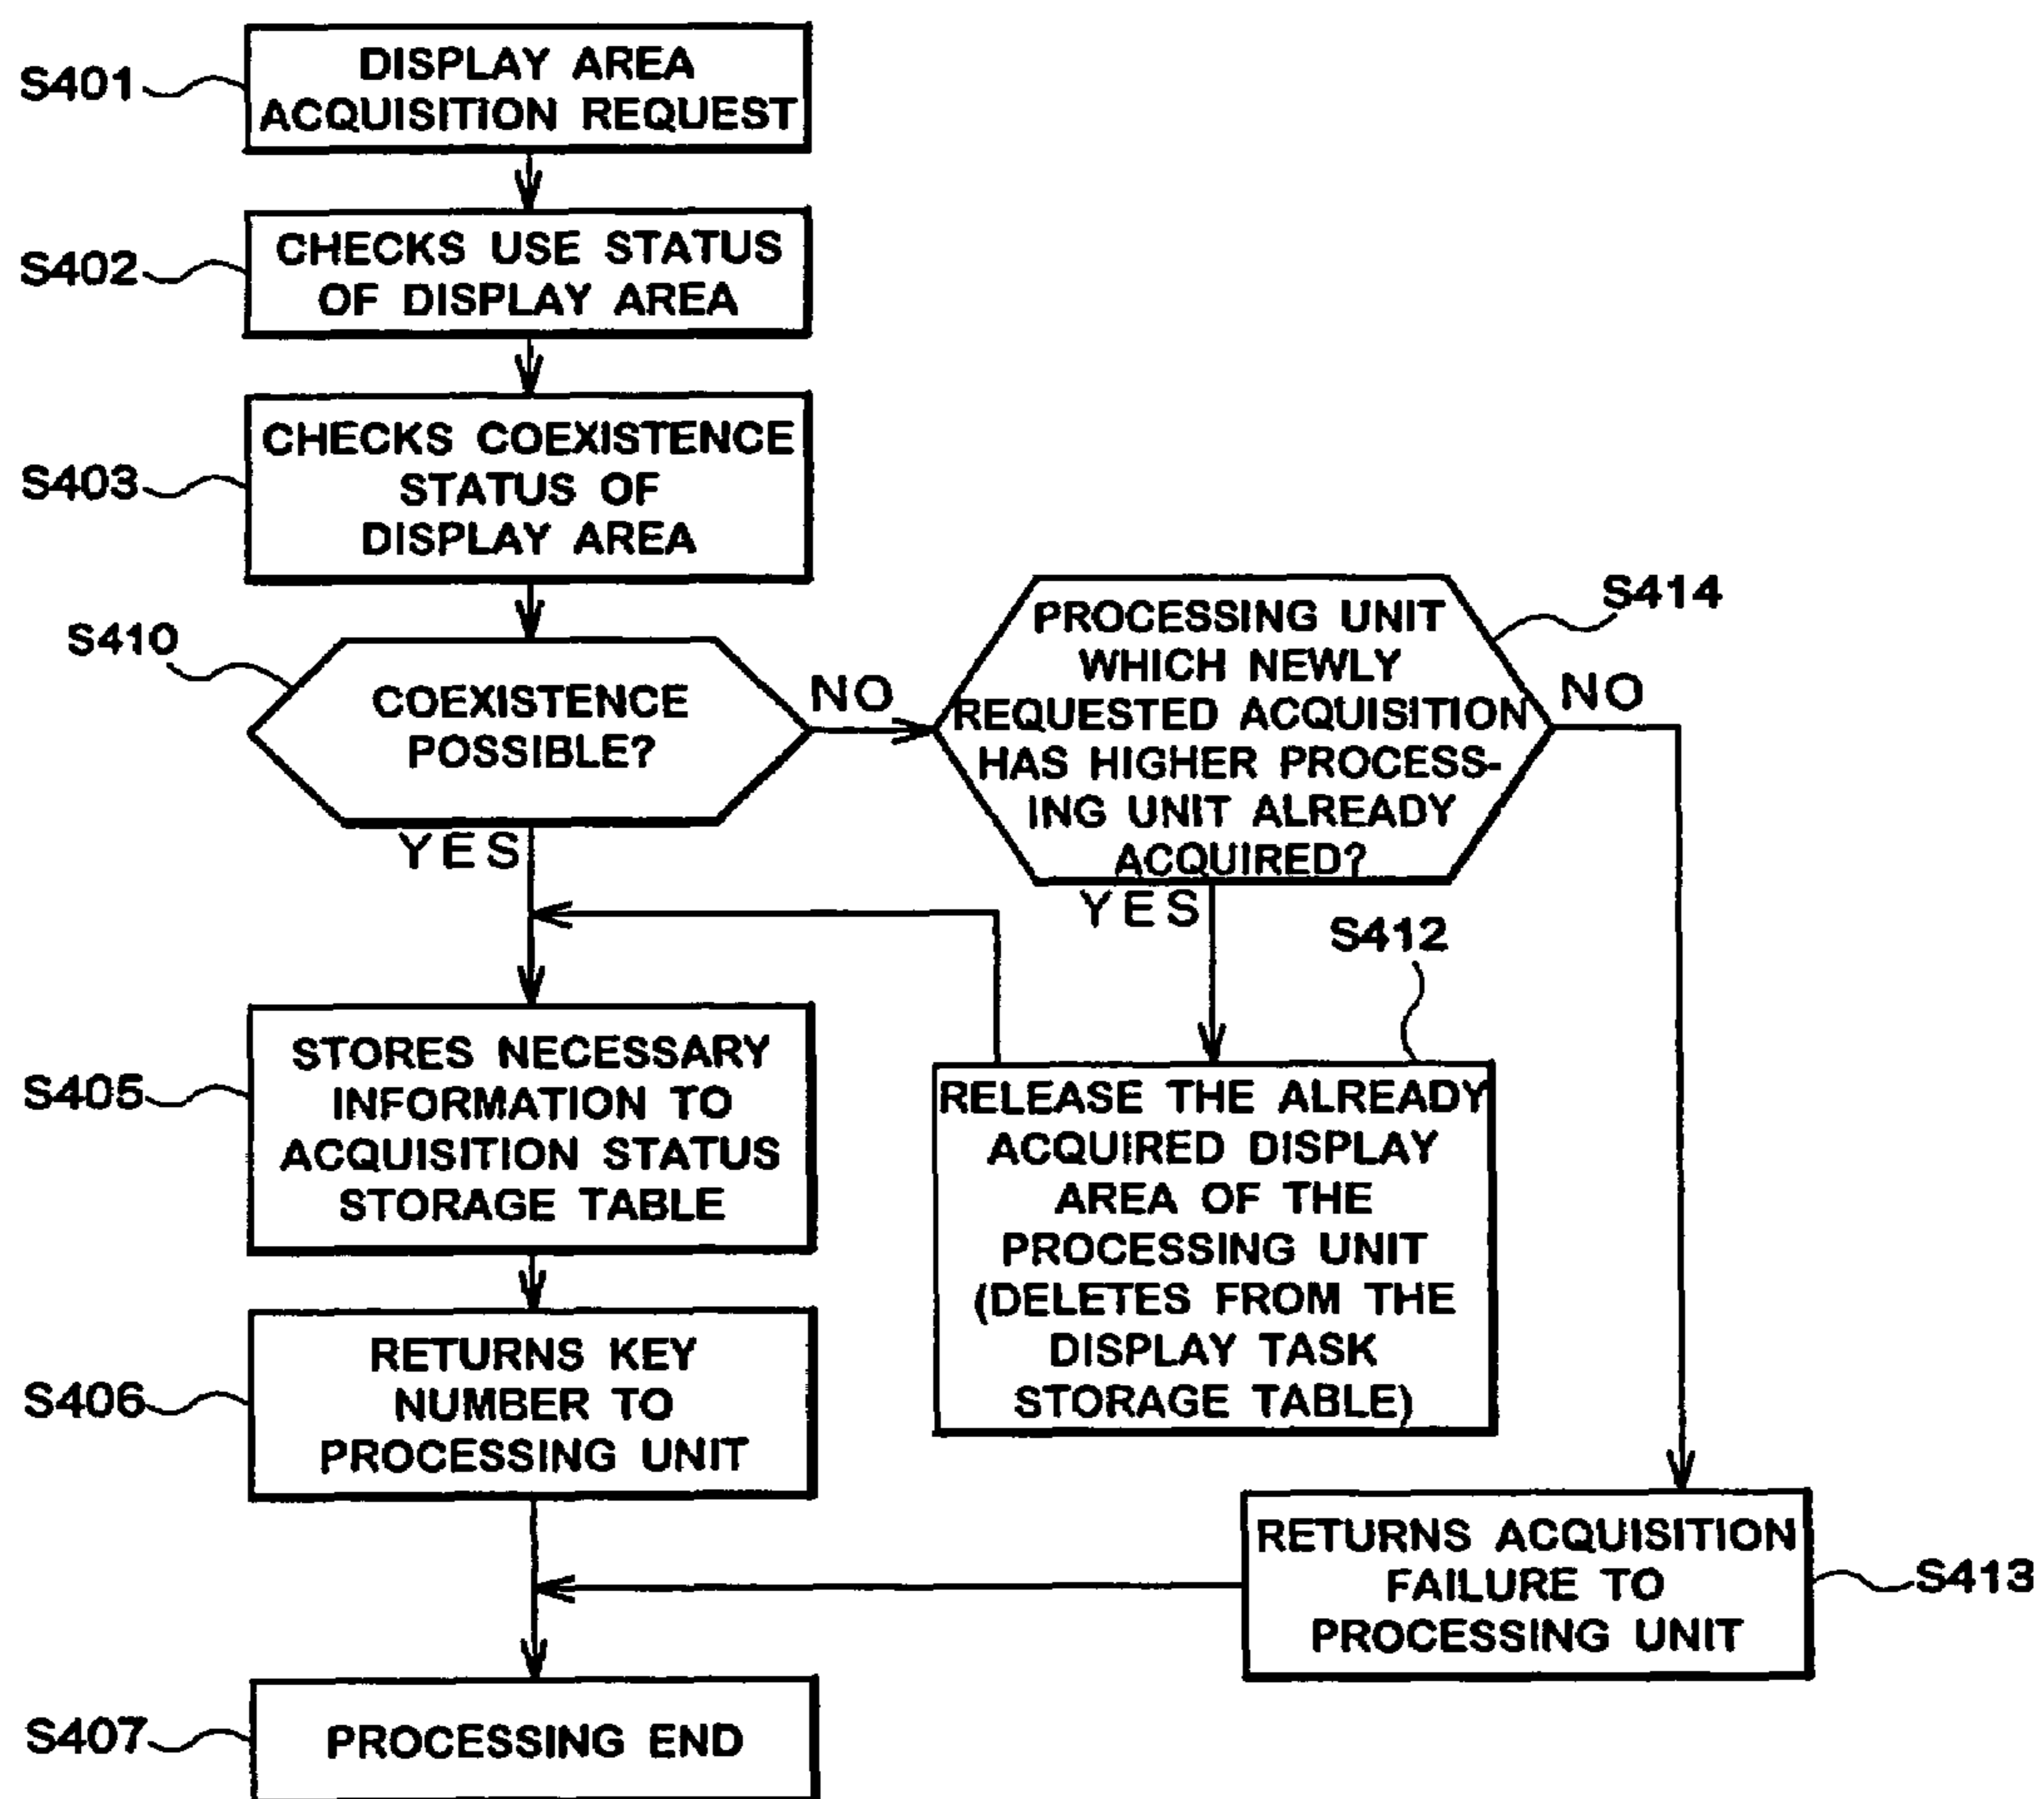 S401
DISPLAY AREA
ACQUISITION REQUEST
S402
CHECKS USE STATUS
OF DISPLAY AREA
S403
CHECKS COEXISTENCE
STATUS OF
DISPLAY AREA
S410
COEXISTENCE
POSSIBLE?
NO
YES
S414
PROCESSING UNIT
WHICH NEWLY
REQUESTED ACQUISITION
HAS HIGHER PROCESS-
ING UNIT ALREADY
ACQUIRED?
NO
YES
S412
RELEASE THE ALREADY
ACQUIRED DISPLAY
AREA OF THE
PROCESSING UNIT
(DELETES FROM THE
DISPLAY TASK
STORAGE TABLE)
S405
STORES NECESSARY
INFORMATION TO
ACQUISITION STATUS
STORAGE TABLE
S406
RETURNS KEY
NUMBER TO
PROCESSING UNIT
RETURNS ACQUISITION
FAILURE TO
PROCESSING UNIT
S413
S407
PROCESSING END